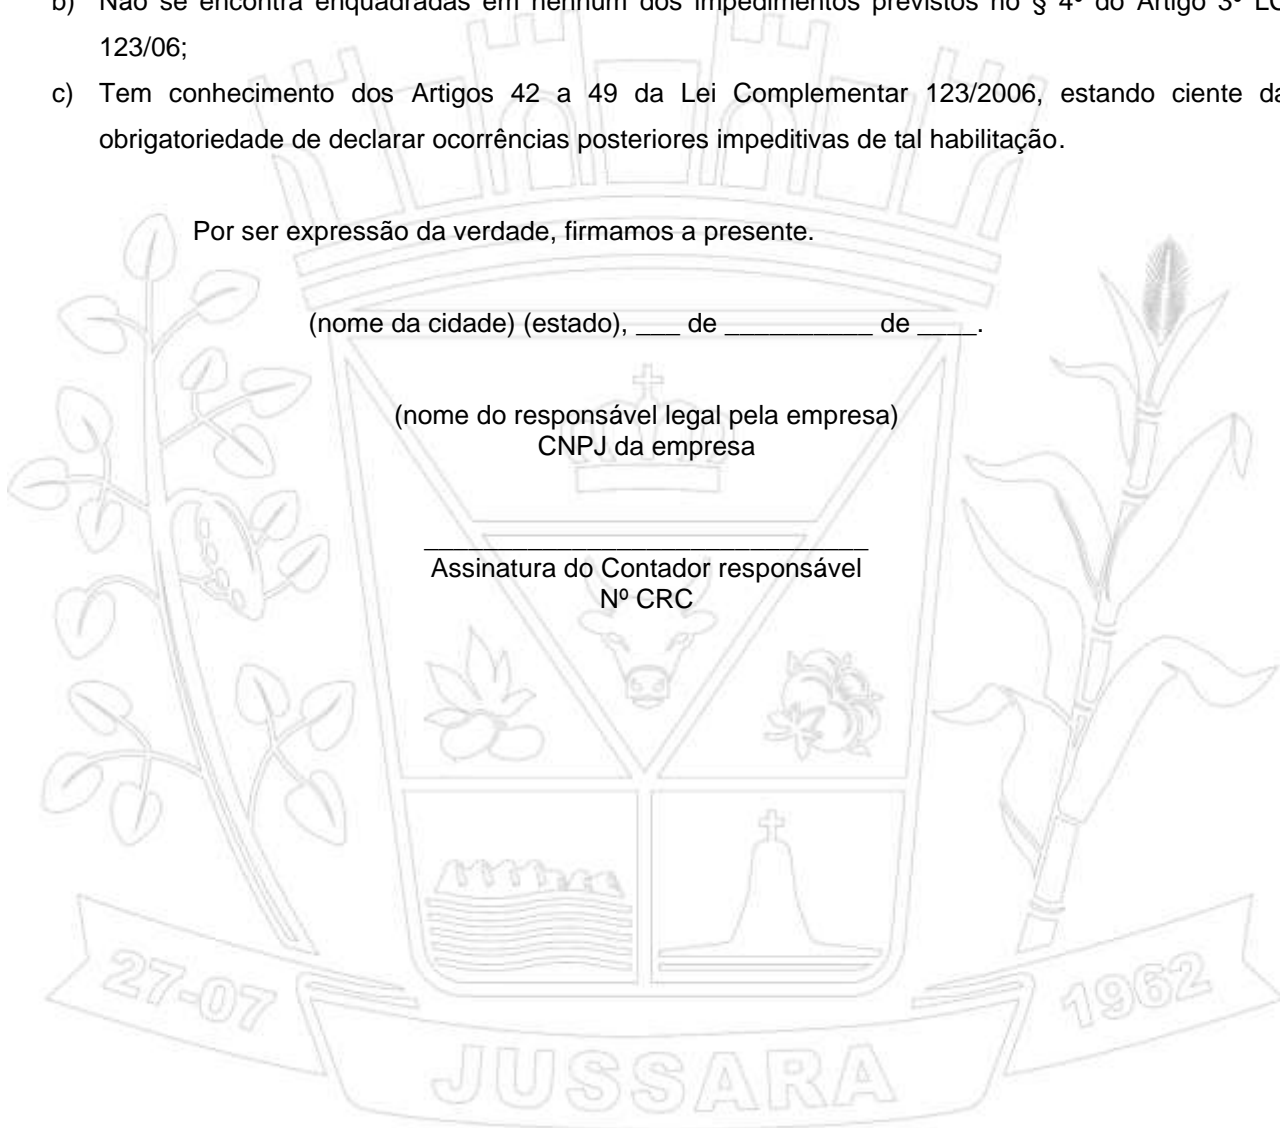 b) Não se encontra enquadradas em nenhum dos impedimentos previstos no § 4º do Artigo 3º LC
123/06;
c) Tem conhecimento dos Artigos 42 a 49 da Lei Complementar 123/2006, estando ciente da
obrigatoriedade de declarar ocorrências posteriores impeditivas de tal habilitação.
Por ser expressão da verdade, firmamos a presente.
(nome da cidade) (estado), ___ de __________ de ____.
(nome do responsável legal pela empresa)
CNPJ da empresa
______________________________
Assinatura do Contador responsável
Nº CRC
27-07
1962
JUSSARA